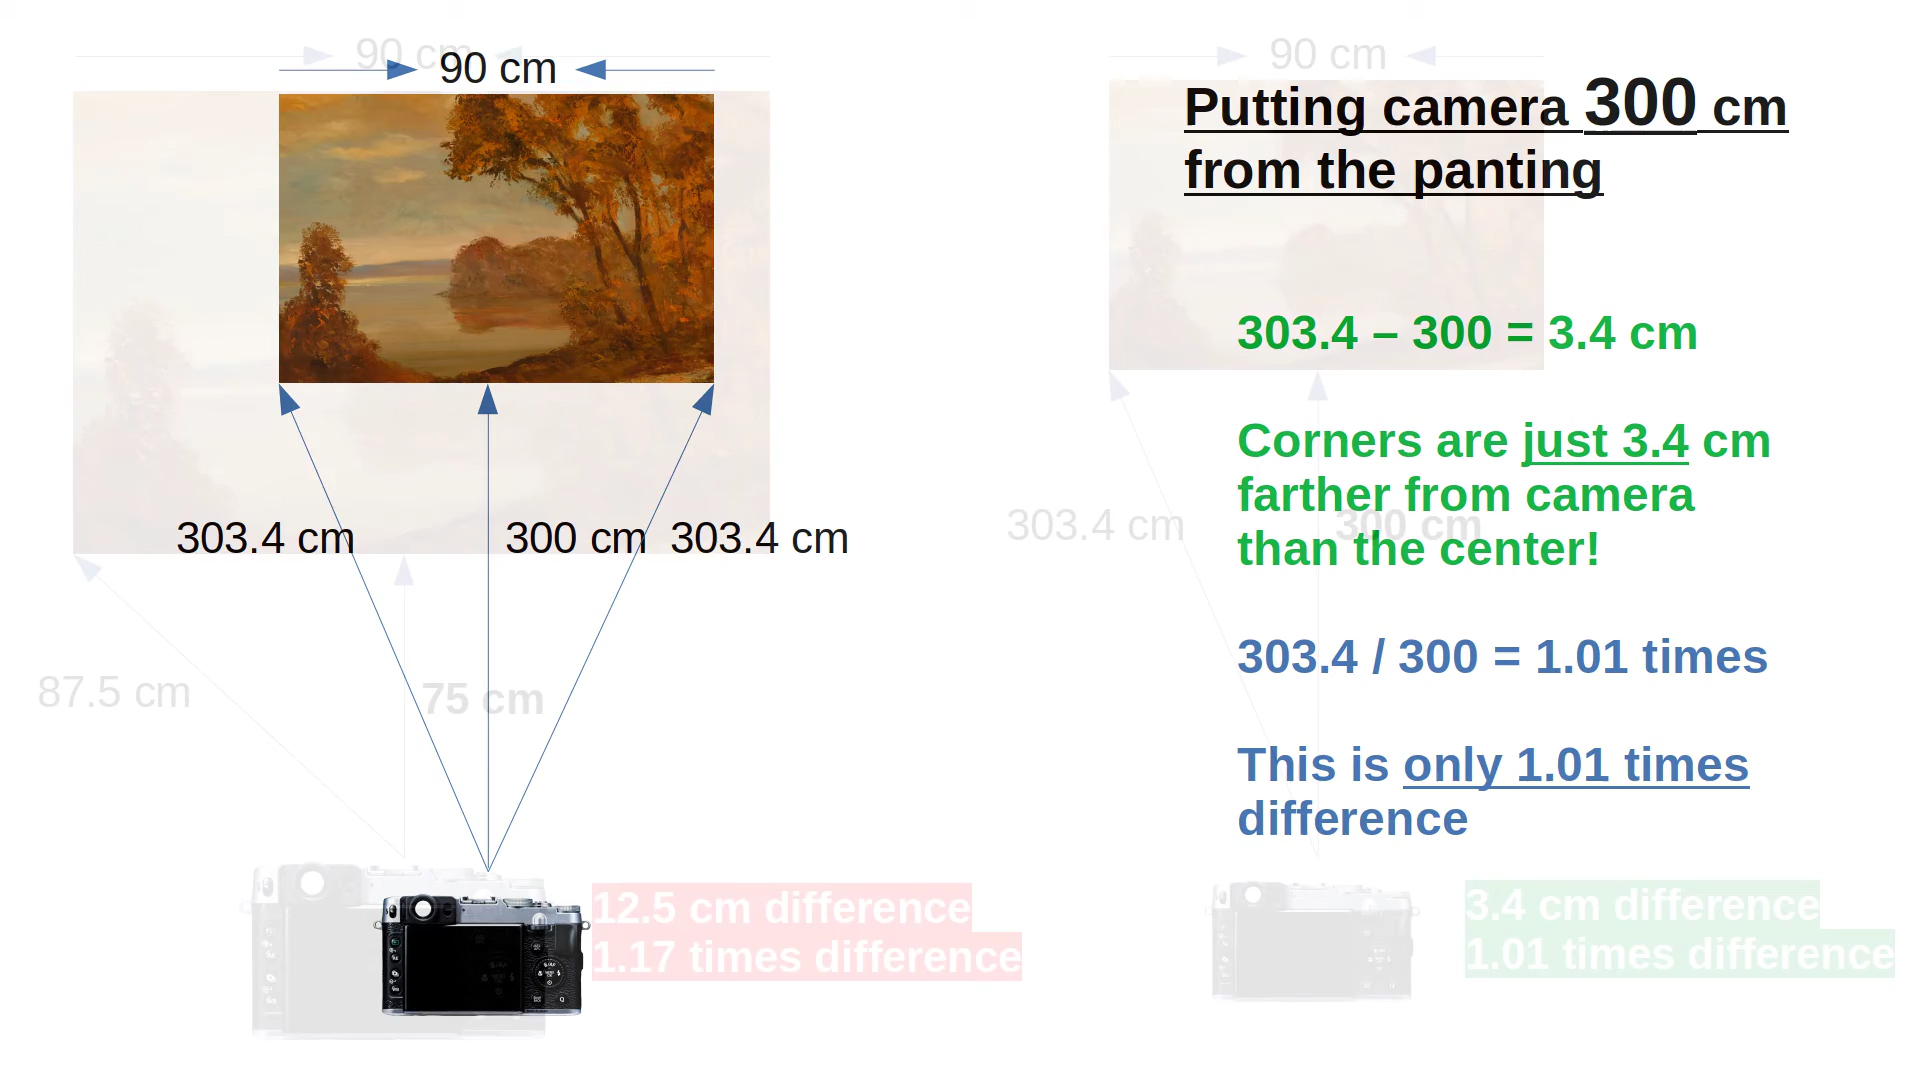 90 cm
90 cm
90 cm
Putting camera 300 cm
from the panting
303.4 – 300 = 3.4 cm
Corners are just 3.4 cm
farther from camera
than the center!
303.4 cm
300 cm
303.4 cm
303.4 cm
300 cm
303.4 / 300 = 1.01 times
87.5 cm
75 cm
This is only 1.01 times
difference
12.5 cm difference
1.17 times difference
3.4 cm difference
1.01 times difference